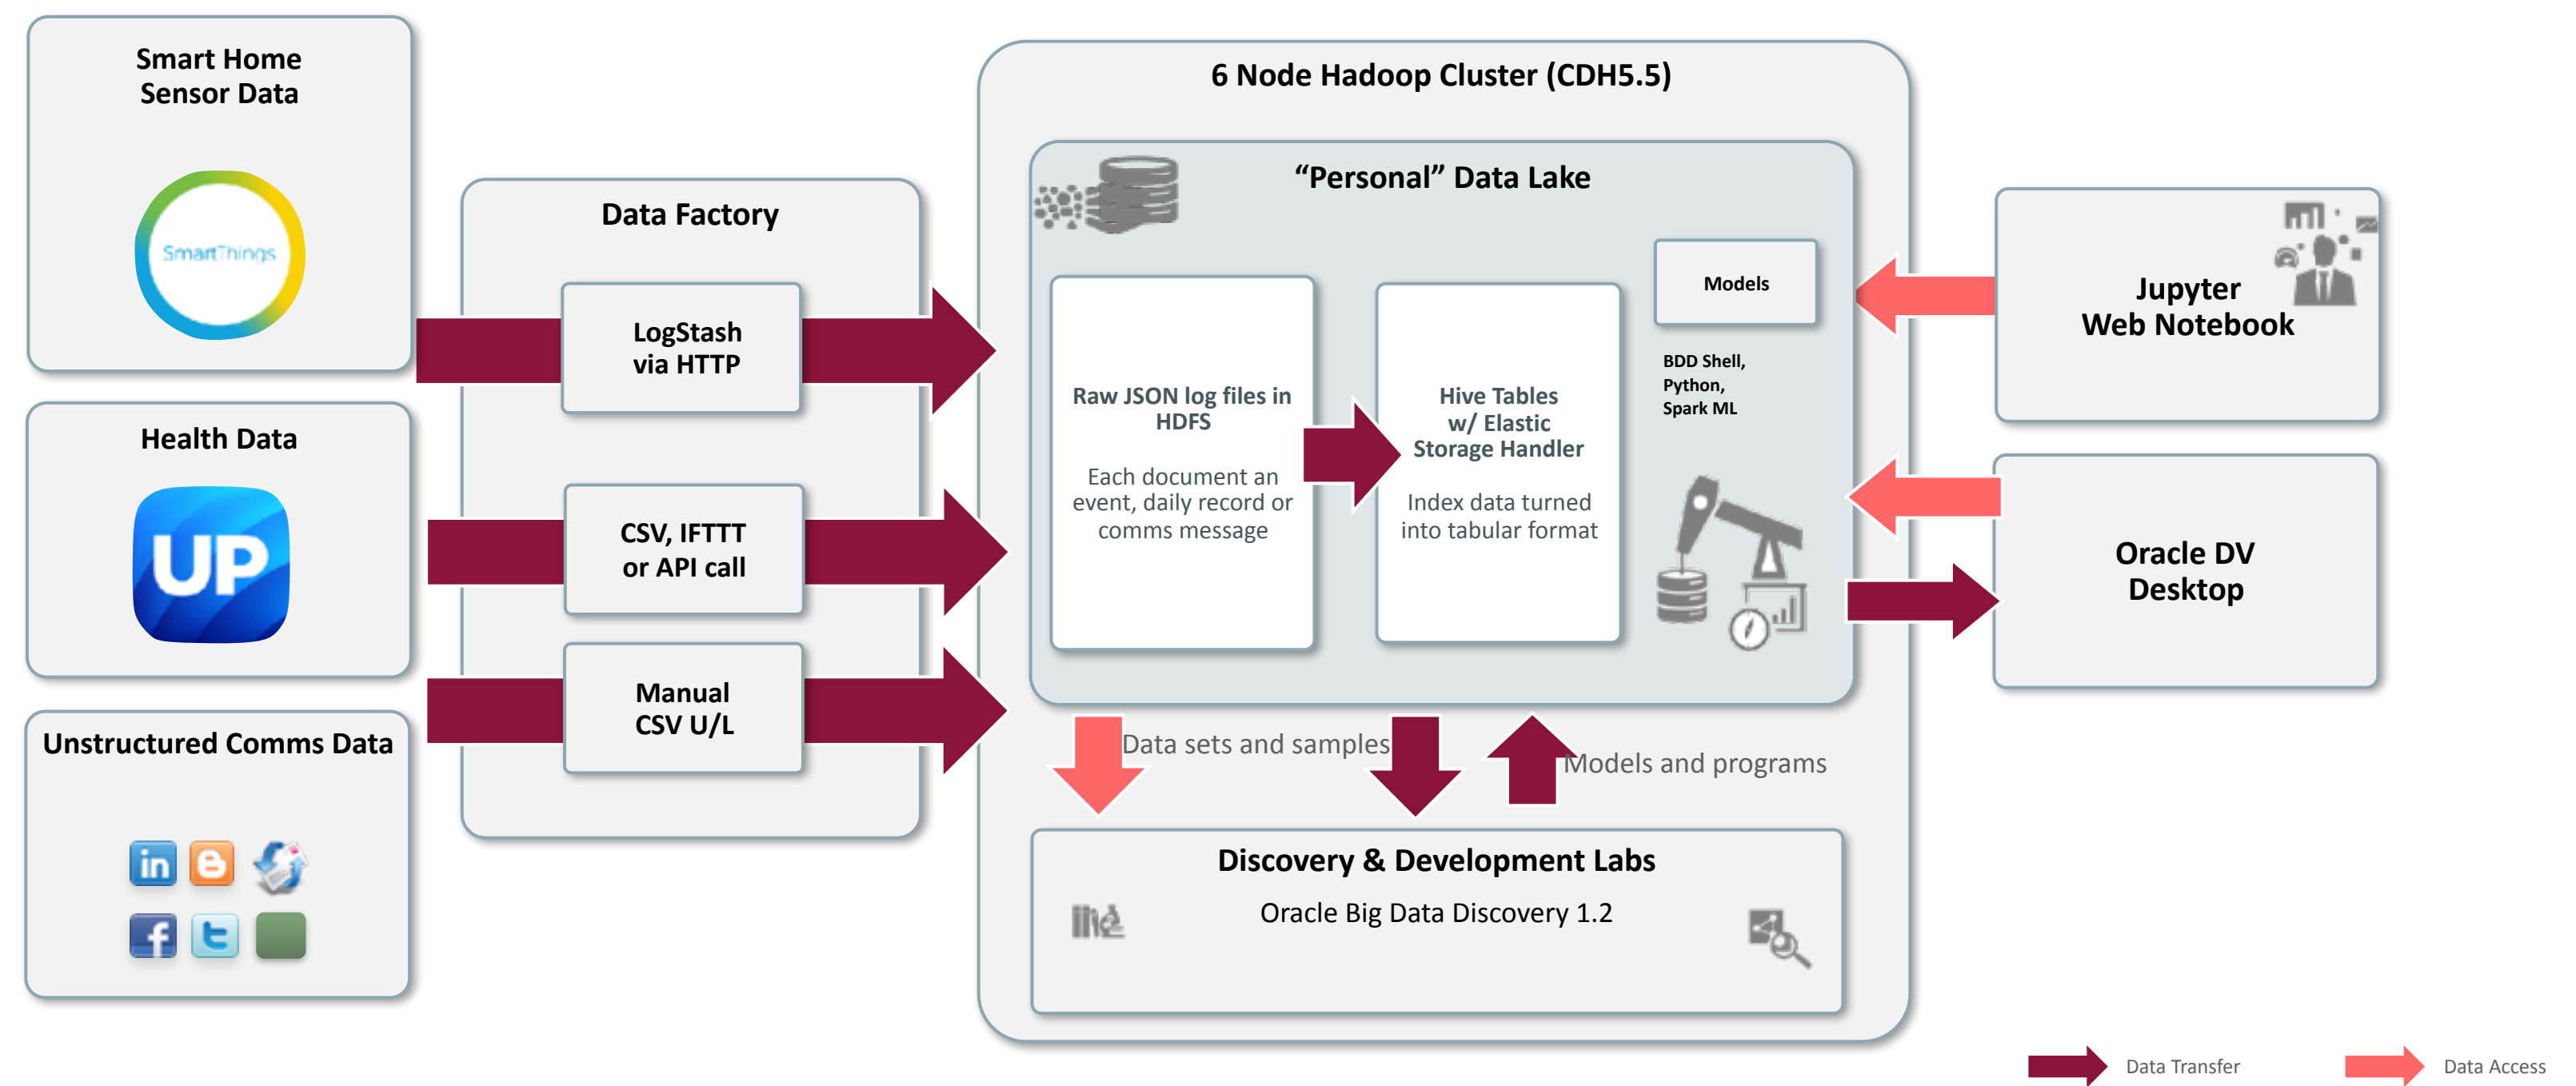 Smart Home
Sensor Data
SmartThings
Health Data
UP
Unstructured Comms Data
in
f
t
Data Factory
LogStash
via HTTP
CSV, IFTTT
or API call
Manual
CSV U/L
6 Node Hadoop Cluster (CDH5.5)
“Personal” Data Lake
Raw JSON log files in
HDFS
Each document an
event, daily record or
comms message
Hive Tables
w/ Elastic
Storage Handler
Index data turned
into tabular format
Models
BDD Shell,
Python,
Spark ML
Data sets and samples
Models and programs
Discovery & Development Labs
Oracle Big Data Discovery 1.2
Jupyter
Web Notebook
Oracle DV
Desktop
Data Transfer
Data Access